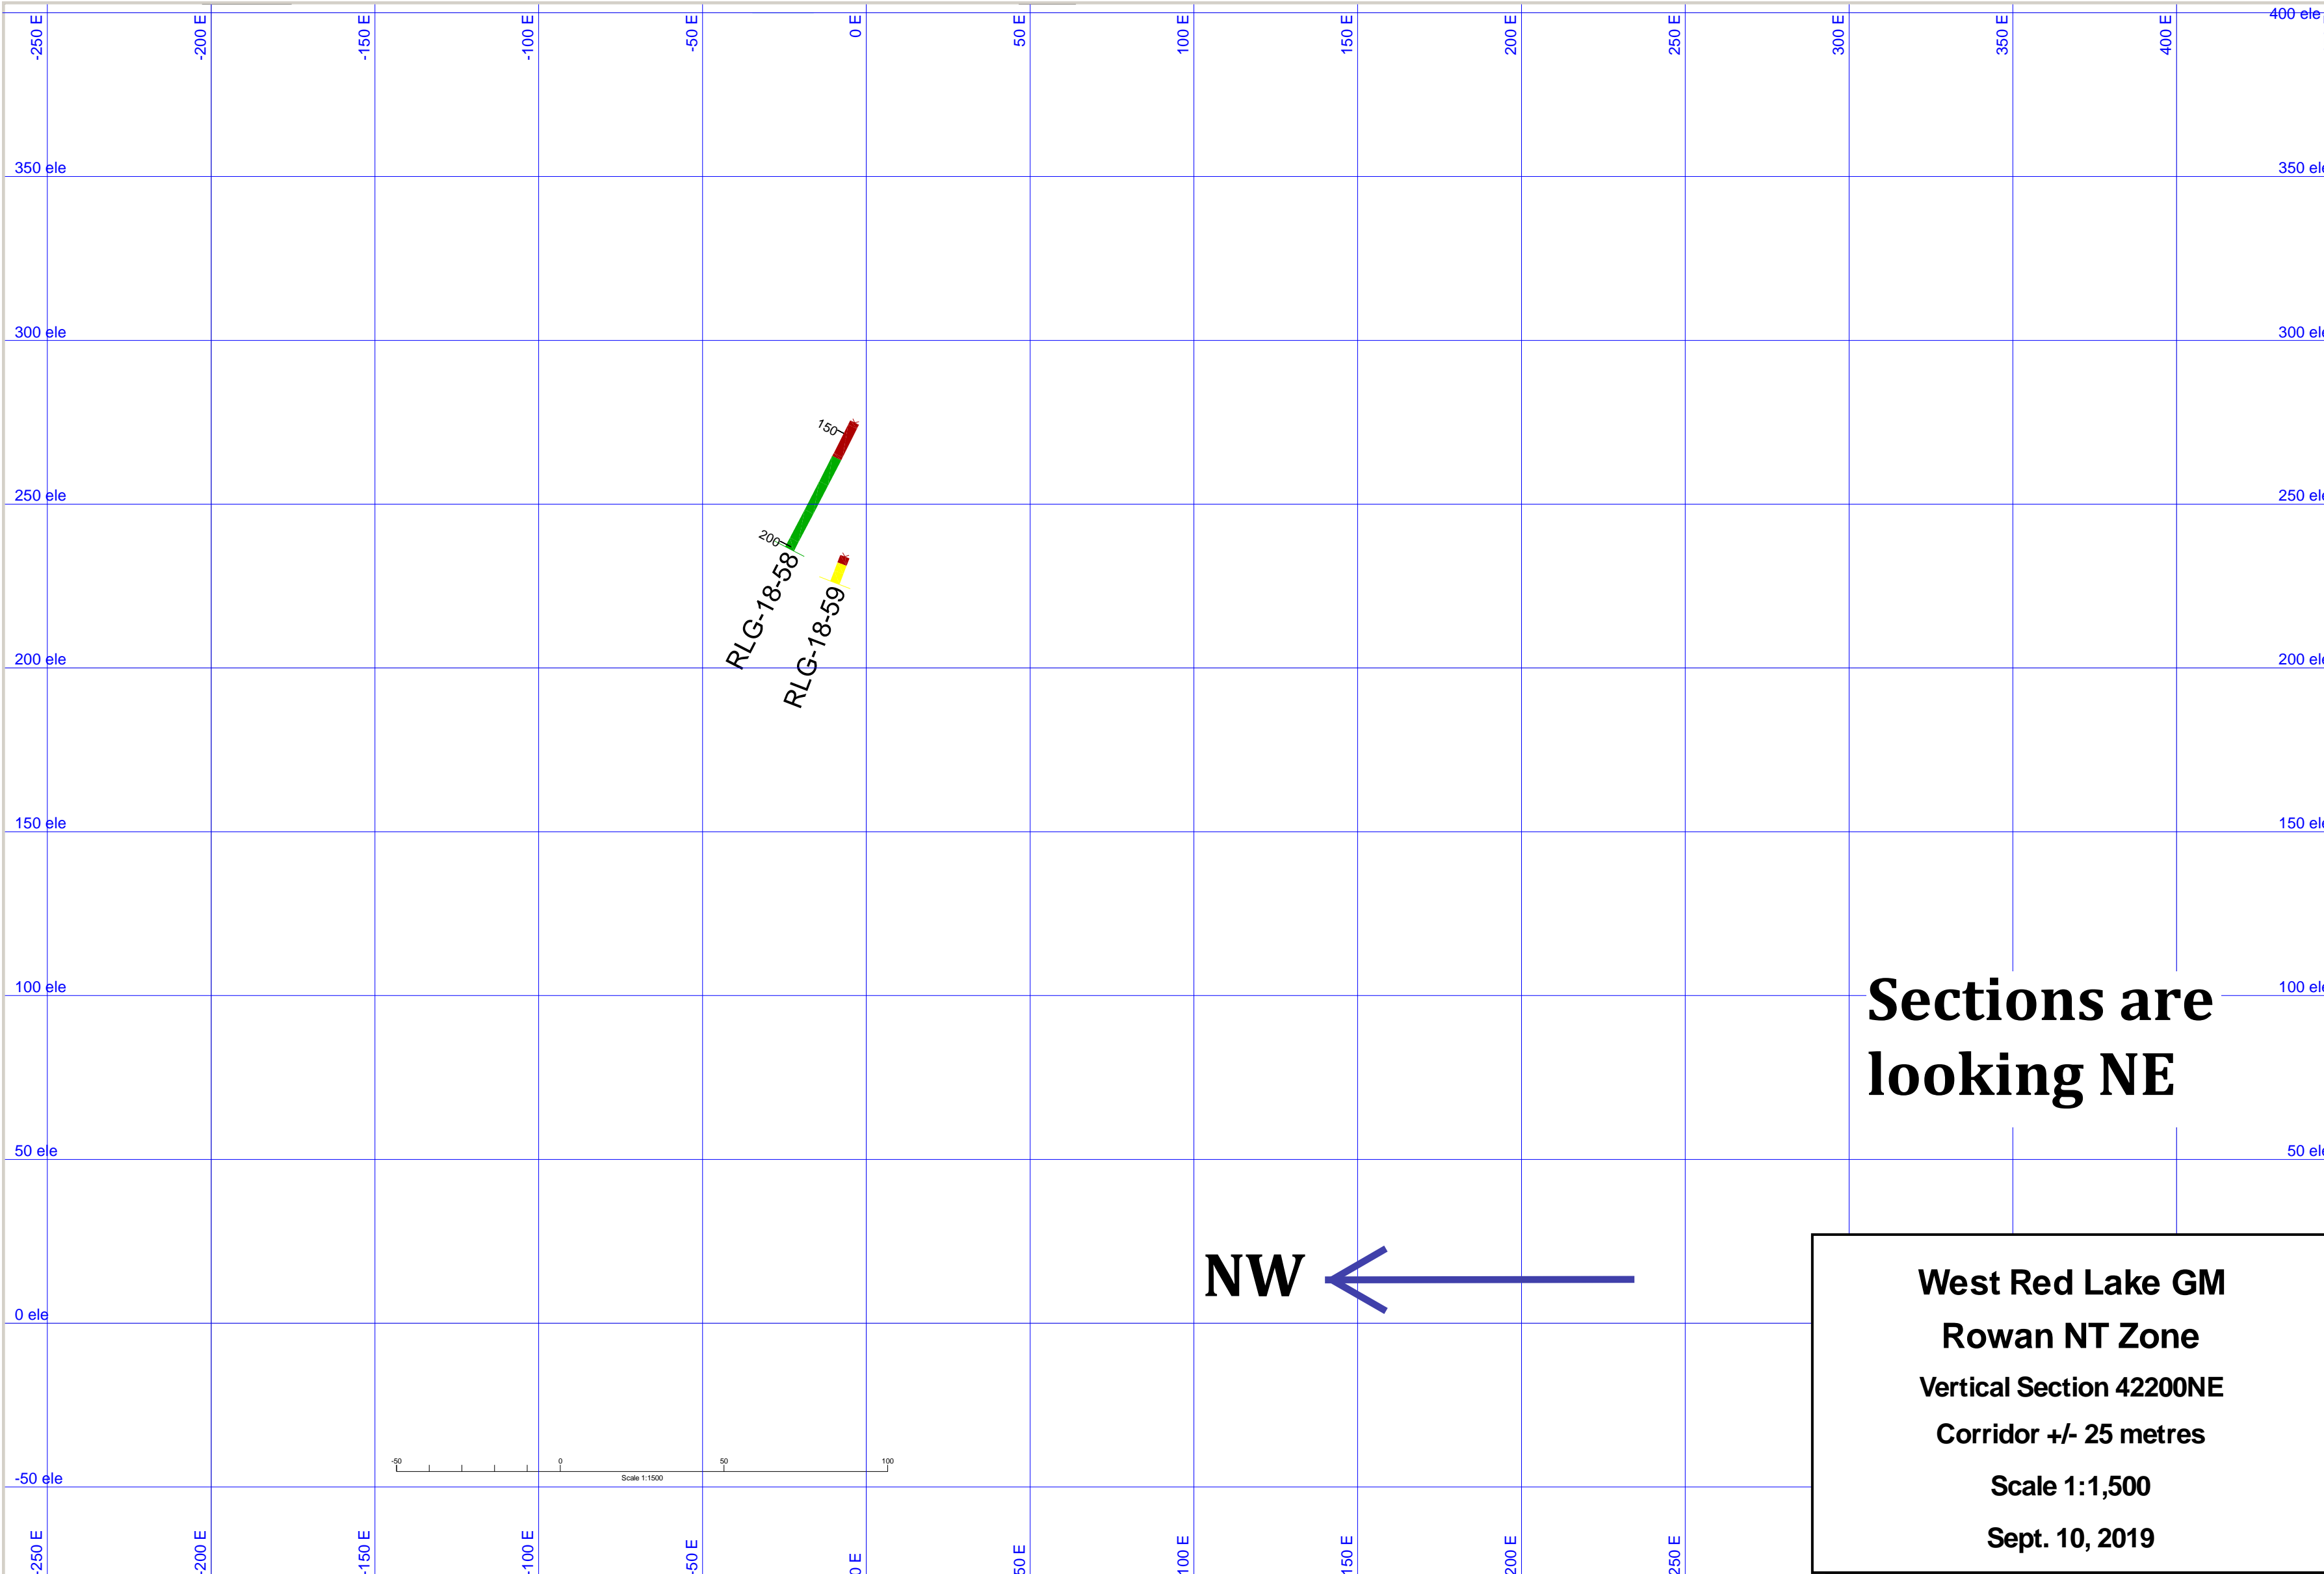 -250 E
-200 E
-150 E
-100 E
-50 E
0 E
50 E
100 E
150 E
200 E
250 E
300 E
350 E
400 E
400 ele
350 ele
350 ele
300 ele
300 ele
150
250 ele
250 ele
200
RLG-18-58
RLG-18-59
200 ele
200 ele
150 ele
150 ele
100 ele
100 ele
Sections are
looking NE
50 ele
50 ele
NW
0 ele
West Red Lake GM
Rowan NT Zone
Vertical Section 42200NE
Corridor +/- 25 metres
Scale 1:1,500
Sept. 10, 2019
-50
0
50
100
Scale 1:1500
-50 ele
-250 E
-200 E
-150 E
-100 E
-50 E
0 E
50 E
100 E
150 E
200 E
250 E